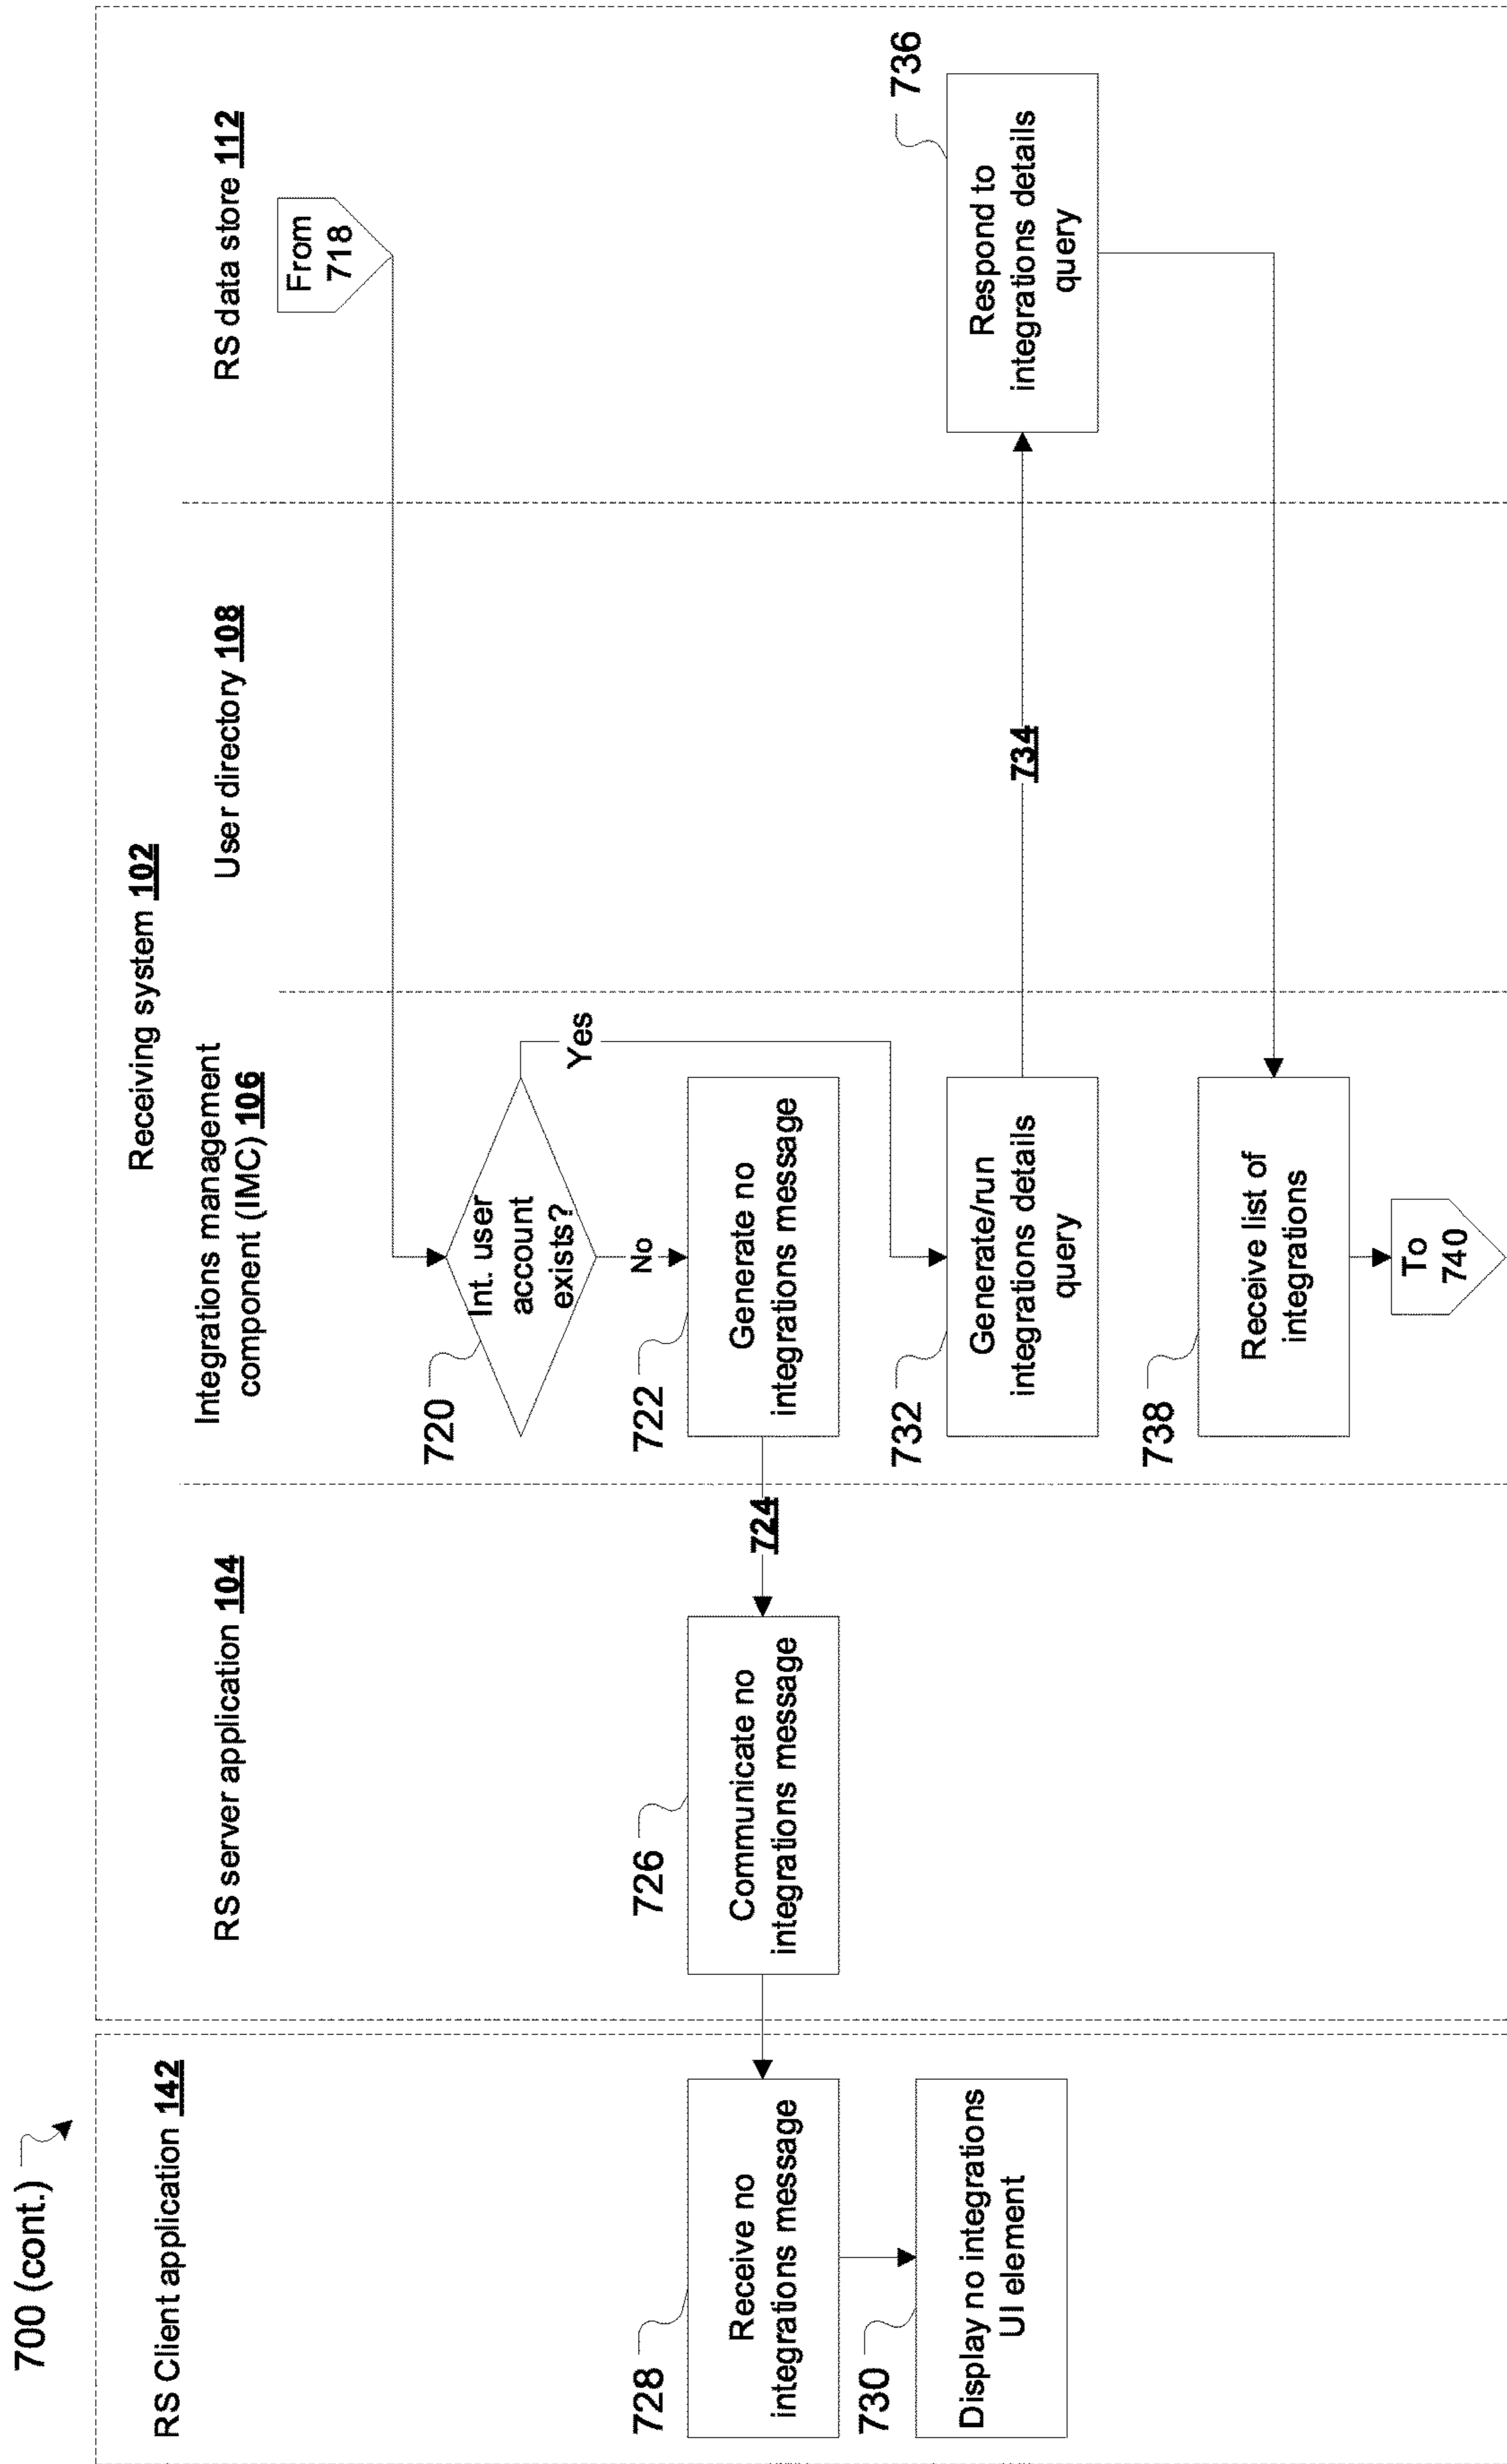 700 (cont.)
RS Client application 142
Receiving system 102
RS server application 104
Integrations management
component (IMC) 106
User directory 108
RS data store 112
From
718
720
Int. user
account
exists?
Yes
No
722
Generate no
integrations message
724
726
Communicate no
integrations message
728
Receive no
integrations message
730
Display no integrations
UI element
732
Generate/run
integrations details
query
734
736
Respond to
integrations details
query
738
Receive list of
integrations
To
740